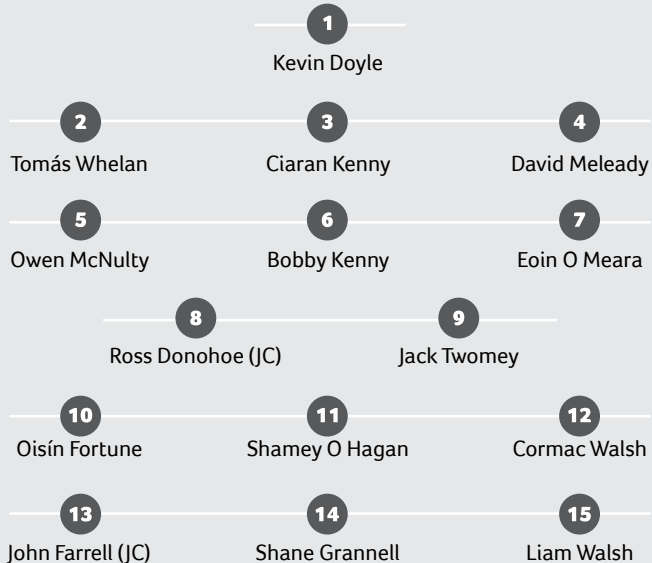 1
Kevin Doyle
2 3 4
Tomás Whelan Ciaran Kenny David Meleady
5 6 7
Owen McNulty Bobby Kenny Eoin O Meara
8 9
Ross Donohoe (JC) Jack Twomey
10 11 12
Oisín Fortune Shamey O Hagan Cormac Walsh
13 14 15
John Farrell (JC) Shane Grannell Liam Walsh